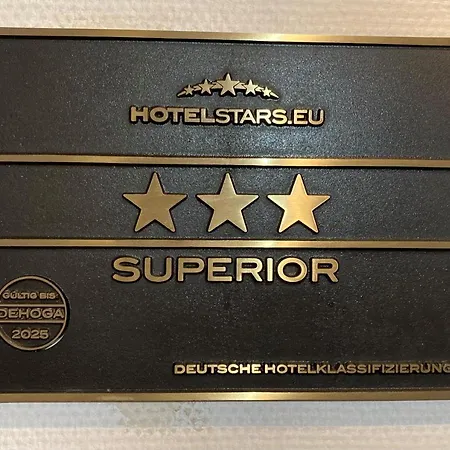 HOTELSTARS.EU
SUPERIOR
GÜLTIG BIS
DEHOGA
2025
DEUTSCHE HOTELKLASSIFIZIERUNG